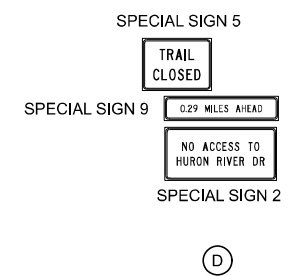 SPECIAL SIGN 5
TRAIL
CLOSED
SPECIAL SIGN 9
0.29 MILES AHEAD
NO ACCESS TO
HURON RIVER DR
SPECIAL SIGN 2
D